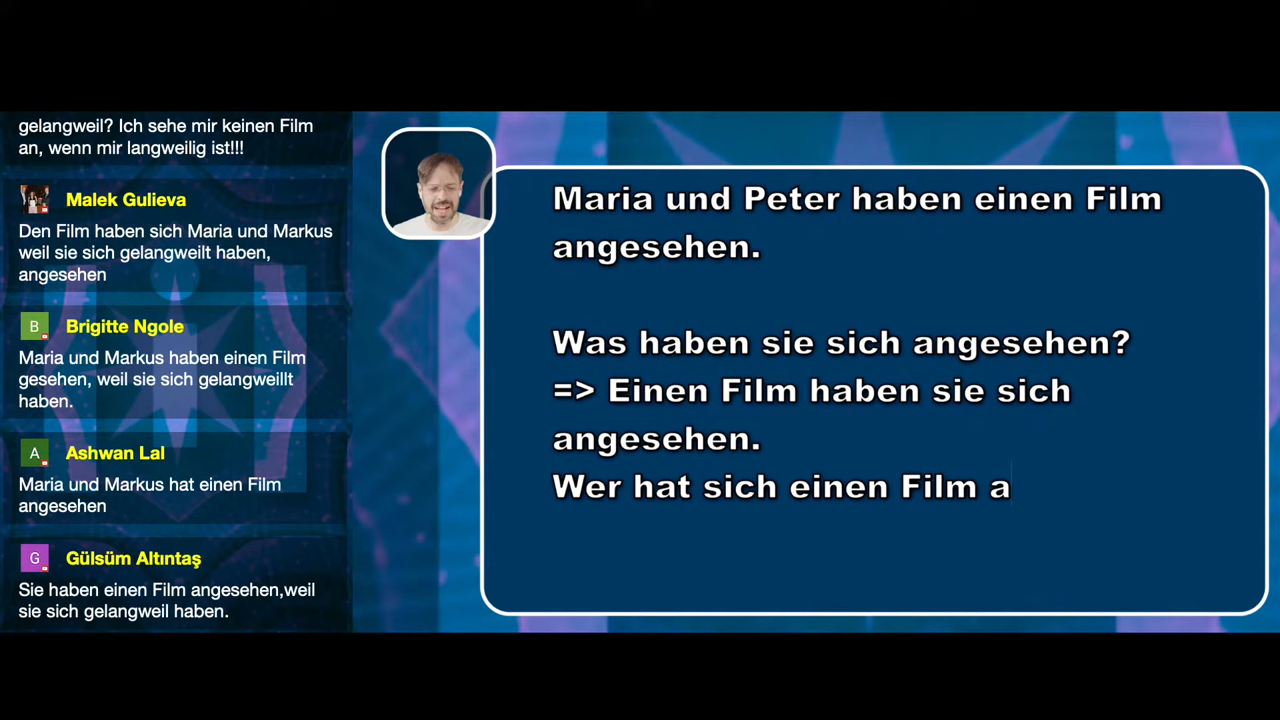 gelangweil? Ich sehe mir keinen Film
an, wenn mir langweilig ist!!!
Malek Gulieva
Den Film haben sich Maria und Markus
weil sie sich gelangweilt haben,
angesehen
B
Brigitte Ngole
Maria und Markus haben einen Film
gesehen, weil sie sich gelangweillt
haben.
A
Ashwan Lal
Maria und Markus hat einen Film
angesehen
G
Gülsüm Altıntaş
Sie haben einen Film angesehen,weil
sie sich gelangweil haben.
Maria und Peter haben einen Film
angesehen.
Was haben sie sich angesehen?
=> Einen Film haben sie sich
angesehen.
Wer hat sich einen Film a